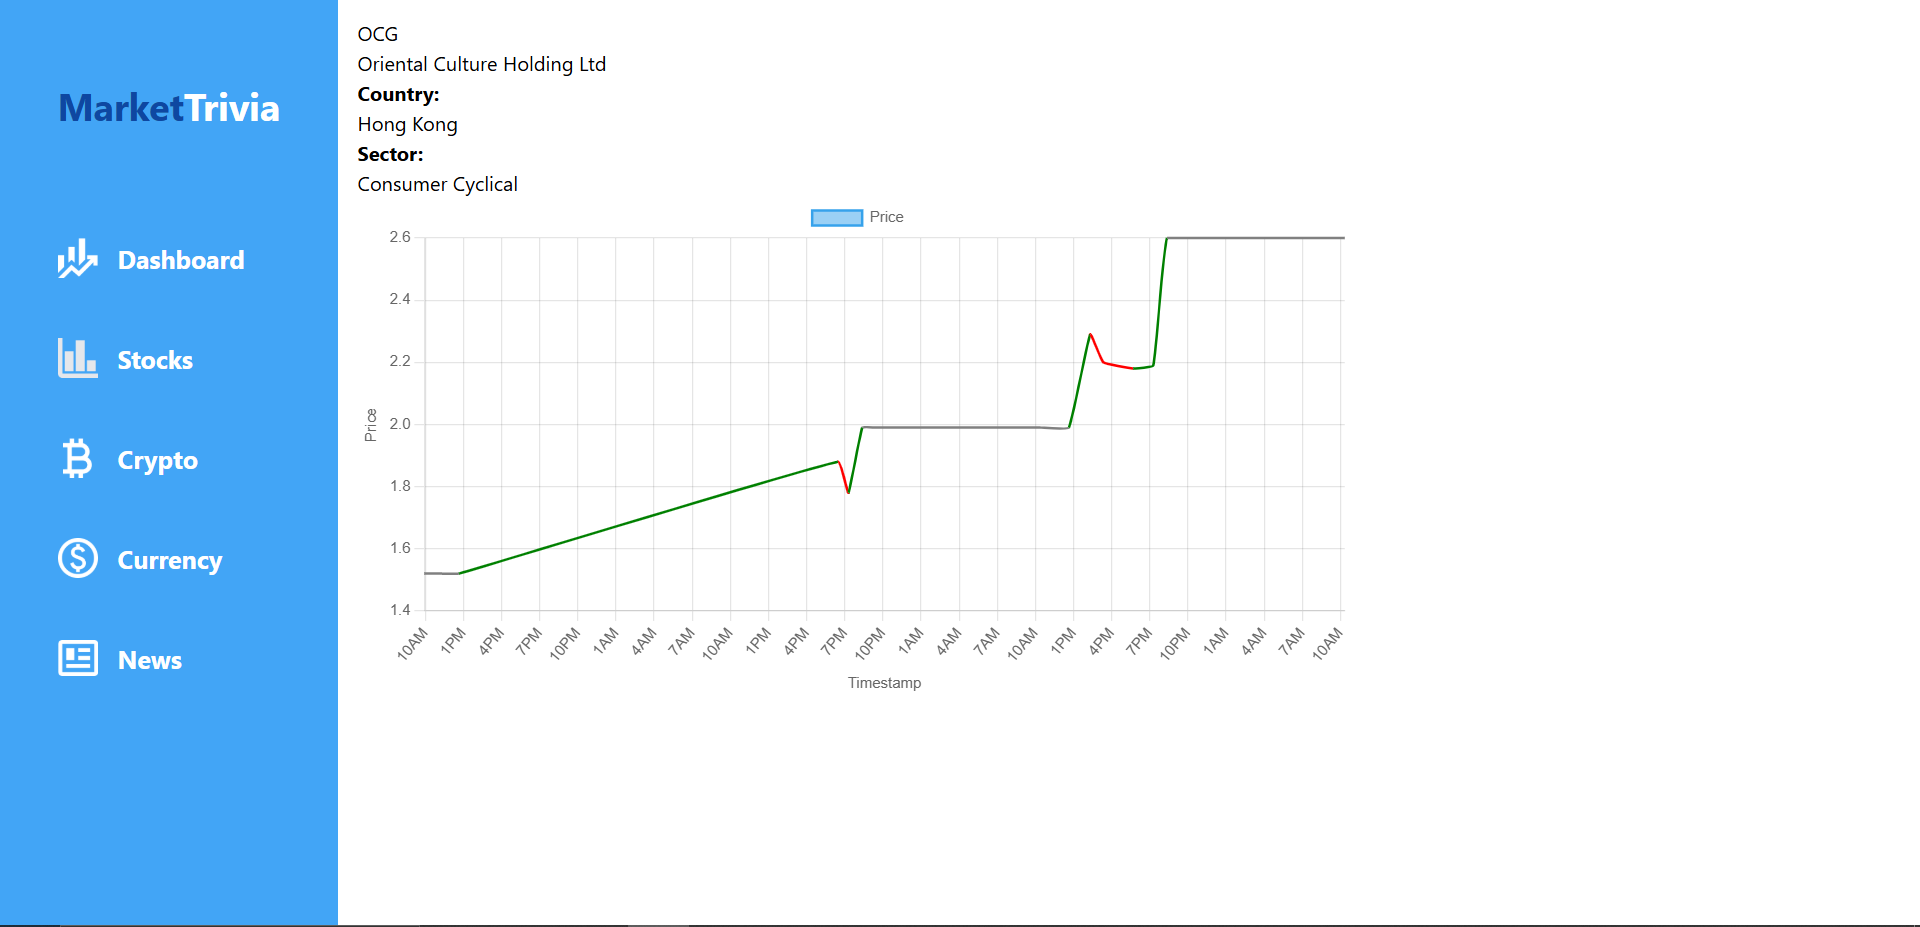 MarketTrivia
Dashboard
Stocks
Crypto
Currency
News
OCG
Oriental Culture Holding Ltd
Country:
Hong Kong
Sector:
Consumer Cyclical
Price
2.6
2.4
2.2
2.0
1.8
1.6
1.4
Price
10AM 1PM 4PM 7PM 10PM 1AM 4AM 7AM 10AM 1PM 4PM 7PM 10PM 1AM 4AM 7AM 10AM 1PM 4PM 7PM 10PM 1AM 4AM 7AM 10AM
Timestamp